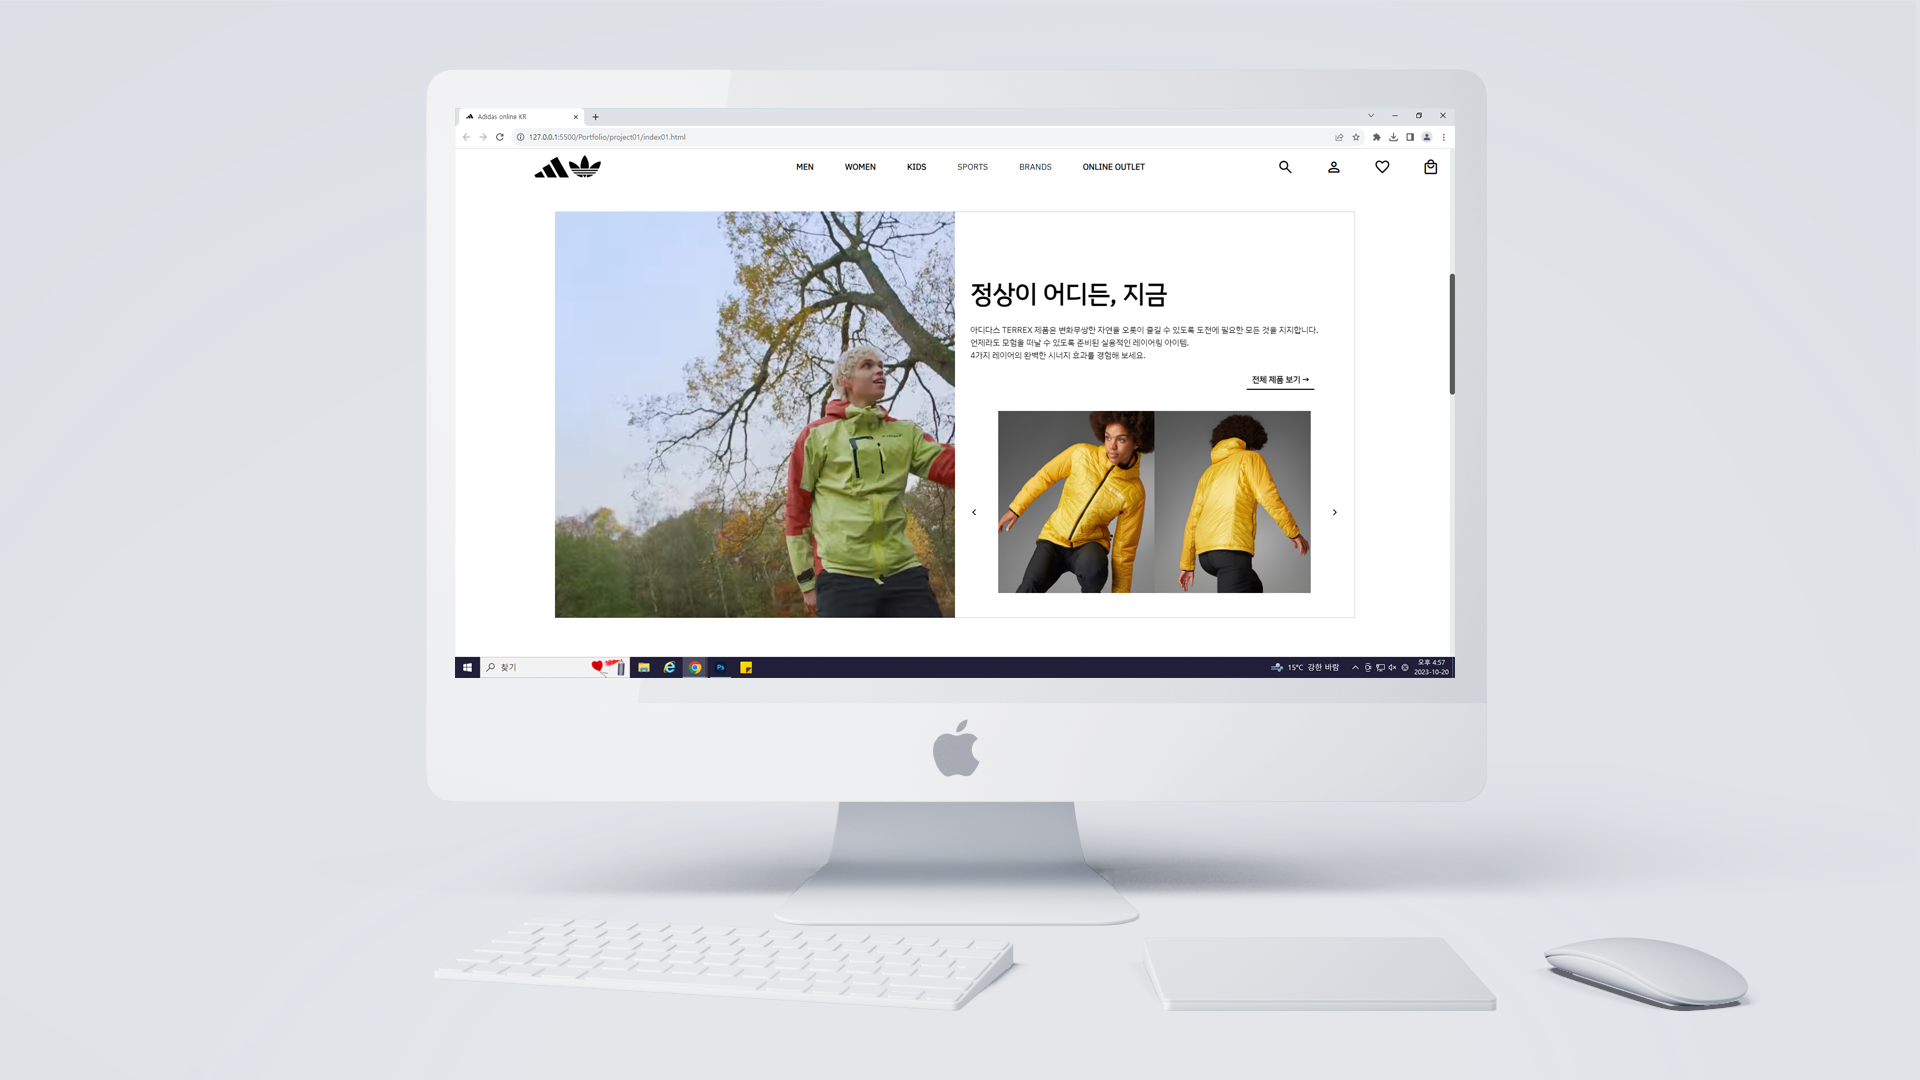 Adidas online KR
127.0.0.1:5500/Portfolio/project01/index01.html
MEN WOMEN KIDS SPORTS BRANDS ONLINE OUTLET
정상이 어디든, 지금
아디다스 TERREX 제품은 변화무쌍한 자연을 오롯이 즐길 수 있도록 도전에 필요한 모든 것을 지지합니다.
언제라도 모험을 떠날 수 있도록 준비된 실용적인 레이어링 아이템.
4가지 레이어의 완벽한 시너지 효과를 경험해 보세요.
전체 제품 보기 →
찾기
Ps
15°C 강한 바람
오후 4:57
2023-10-20